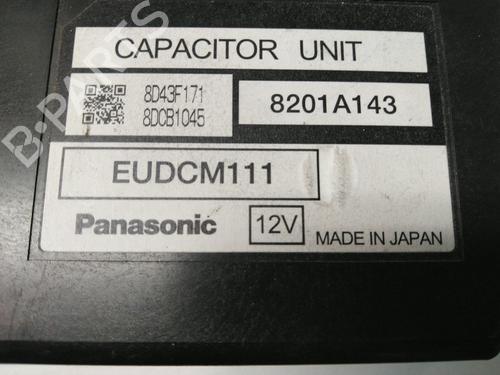 CAPACITOR UNIT
8D43F171
8DCB1045
8201A143
EUDCM111
Panasonic
12V
MADE IN JAPAN
B-PARTS